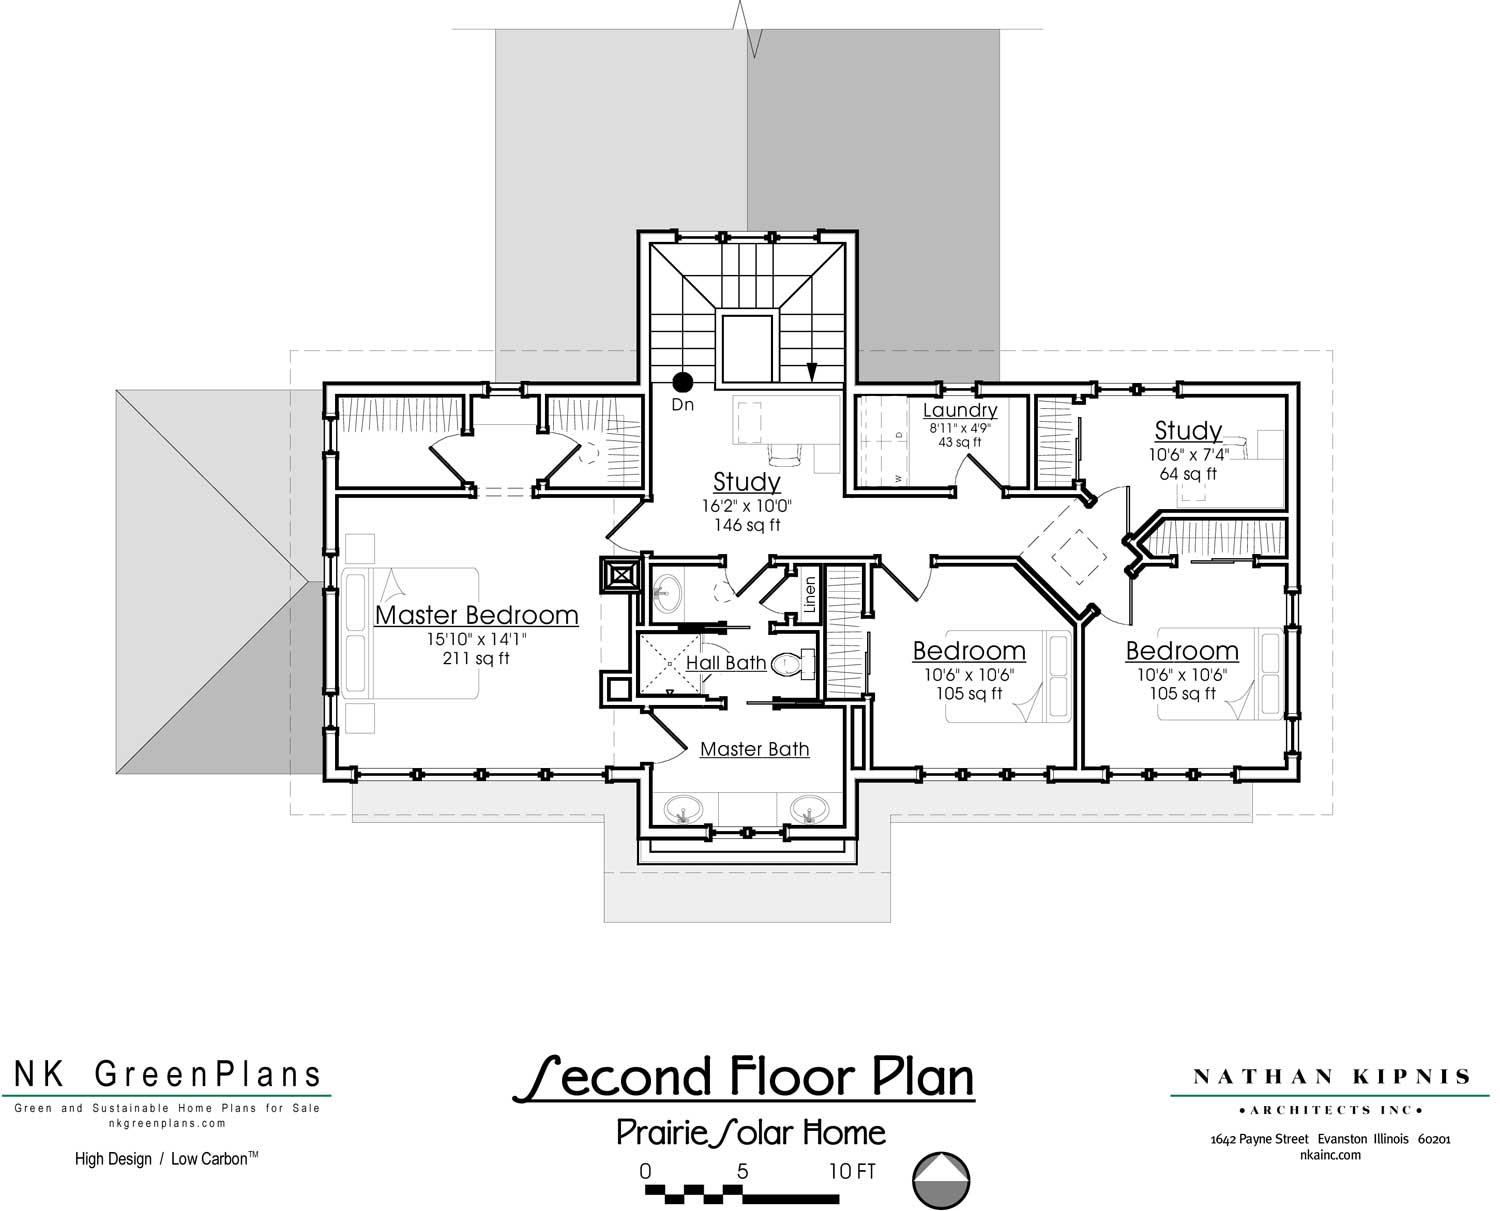 Dn
Laundry
8'11" x 4'9"
43 sq ft
D
W
Study
10'6" x 7'4"
64 sq ft
Study
16'2" x 10'0"
146 sq ft
Linen
Master Bedroom
15'10" x 14'1"
211 sq ft
Hall Bath
Bedroom
10'6" x 10'6"
105 sq ft
Bedroom
10'6" x 10'6"
105 sq ft
Master Bath
NK GreenPlans
Green and Sustainable Home Plans for Sale
nkgreenplans.com
High Design / Low Carbon™
Second Floor Plan
Prairie Solar Home
0 5 10 FT
NATHAN KIPNIS
• ARCHITECTS INC •
1642 Payne Street Evanston Illinois 60201
nkainc.com